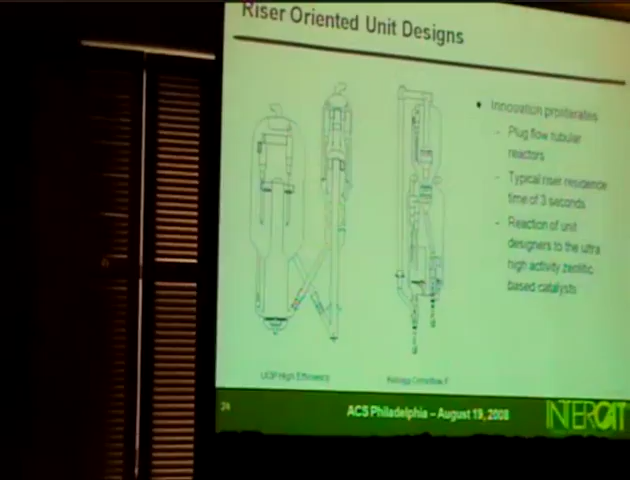 Riser Oriented Unit Designs
• Innovation proliferates
- Plug flow tubular
reactors
- Typical riser residence
time of 3 seconds
- Reaction of unit
designers to the ultra
high activity zeolitic
based catalysts
UOP High Efficiency
Kellogg Orthoflow F
24
ACS Philadelphia – August 19, 2008
INTERCAT